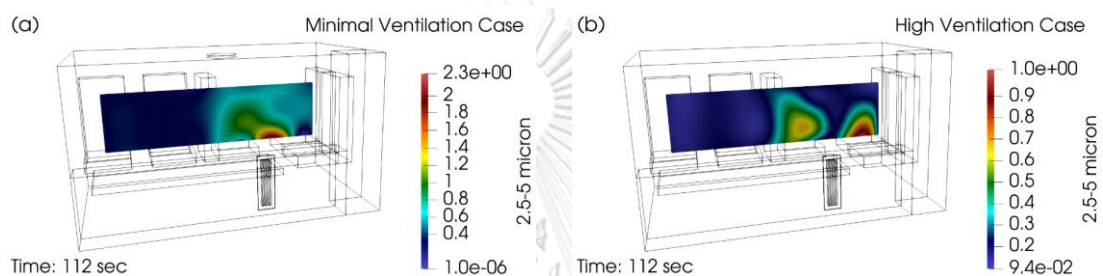 (a)
Minimal Ventilation Case
2.3e+00
2
1.8
1.6
1.4
1.2
1
0.8
0.6
0.4
1.0e-06
2.5-5 micron
Time: 112 sec
(b)
High Ventilation Case
1.0e+00
0.9
0.8
0.7
0.6
0.5
0.4
0.3
0.2
9.4e-02
2.5-5 micron
Time: 112 sec